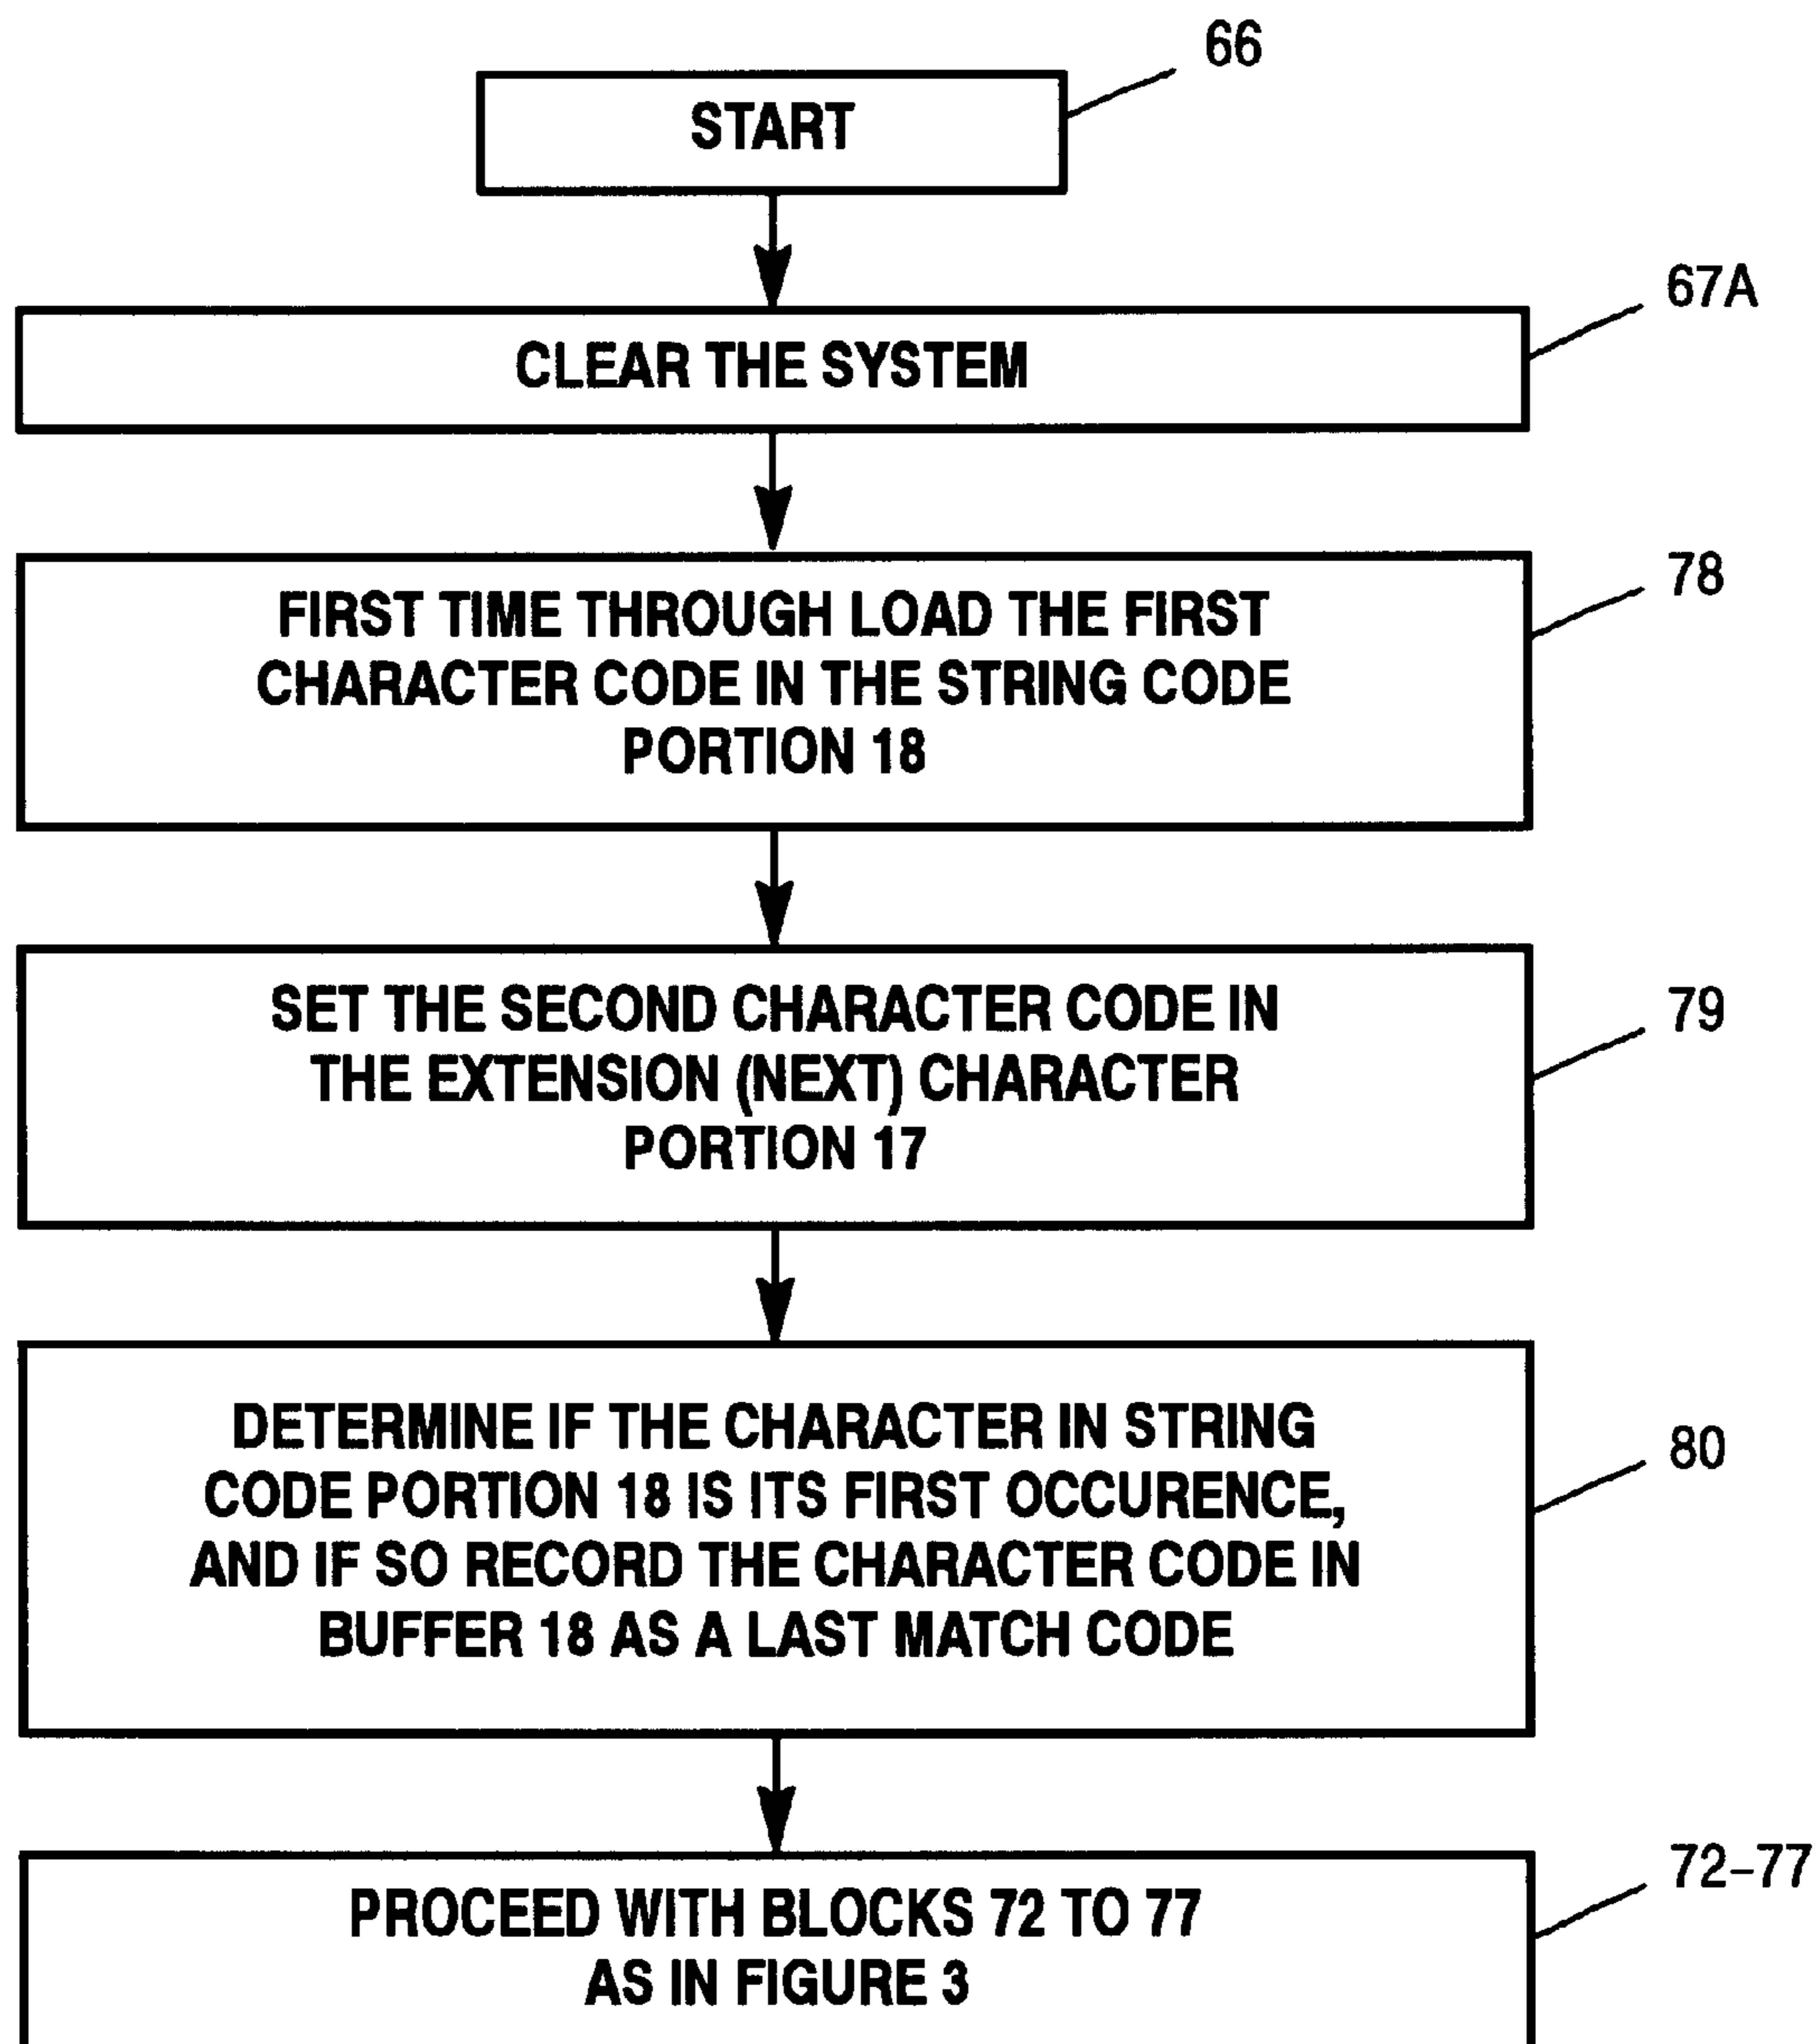 66
START
67A
CLEAR THE SYSTEM
78
FIRST TIME THROUGH LOAD THE FIRST
CHARACTER CODE IN THE STRING CODE
PORTION 18
79
SET THE SECOND CHARACTER CODE IN
THE EXTENSION (NEXT) CHARACTER
PORTION 17
80
DETERMINE IF THE CHARACTER IN STRING
CODE PORTION 18 IS ITS FIRST OCCURENCE,
AND IF SO RECORD THE CHARACTER CODE IN
BUFFER 18 AS A LAST MATCH CODE
72–77
PROCEED WITH BLOCKS 72 TO 77
AS IN FIGURE 3